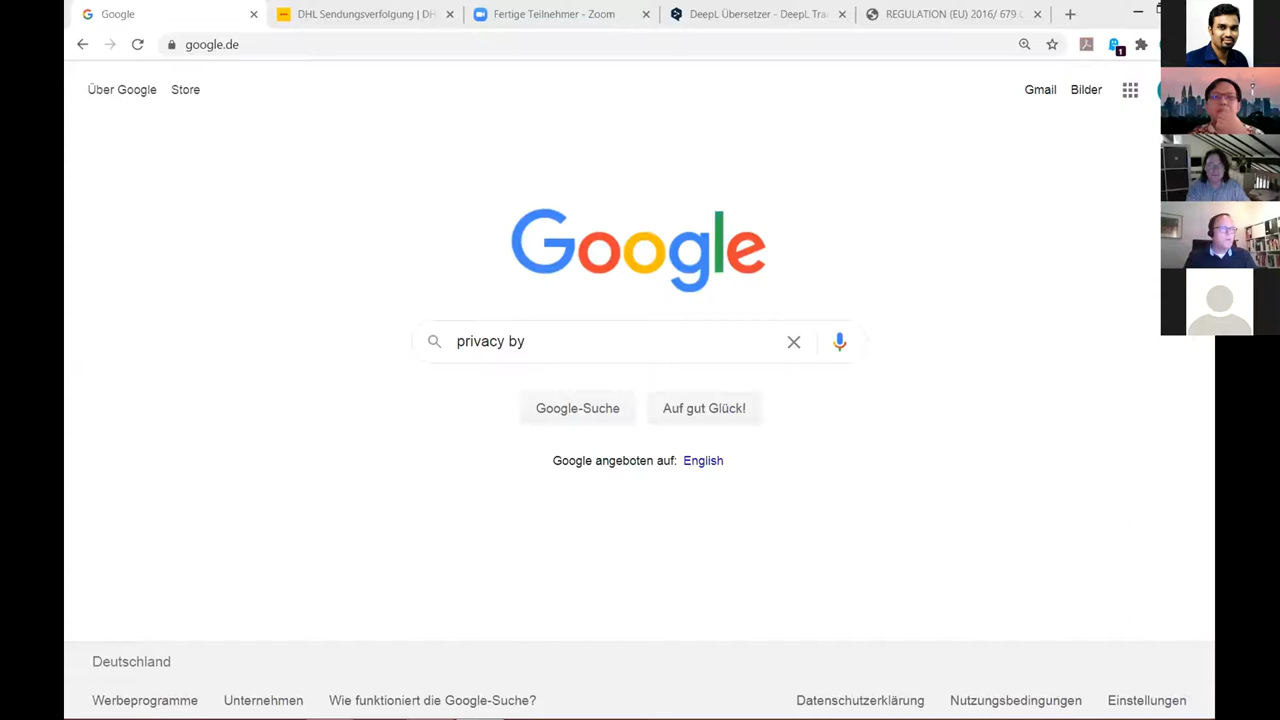 Google
DHL Sendungsverfolgung | DH
Fertige Teilnehmer - Zoom
DeepL Übersetzer - DeepL Tra
REGULATION (EU) 2016/ 679
google.de
1
Über Google
Store
Gmail
Bilder
Google
privacy by
Google-Suche
Auf gut Glück!
Google angeboten auf: English
Deutschland
Werbeprogramme
Unternehmen
Wie funktioniert die Google-Suche?
Datenschutzerklärung
Nutzungsbedingungen
Einstellungen